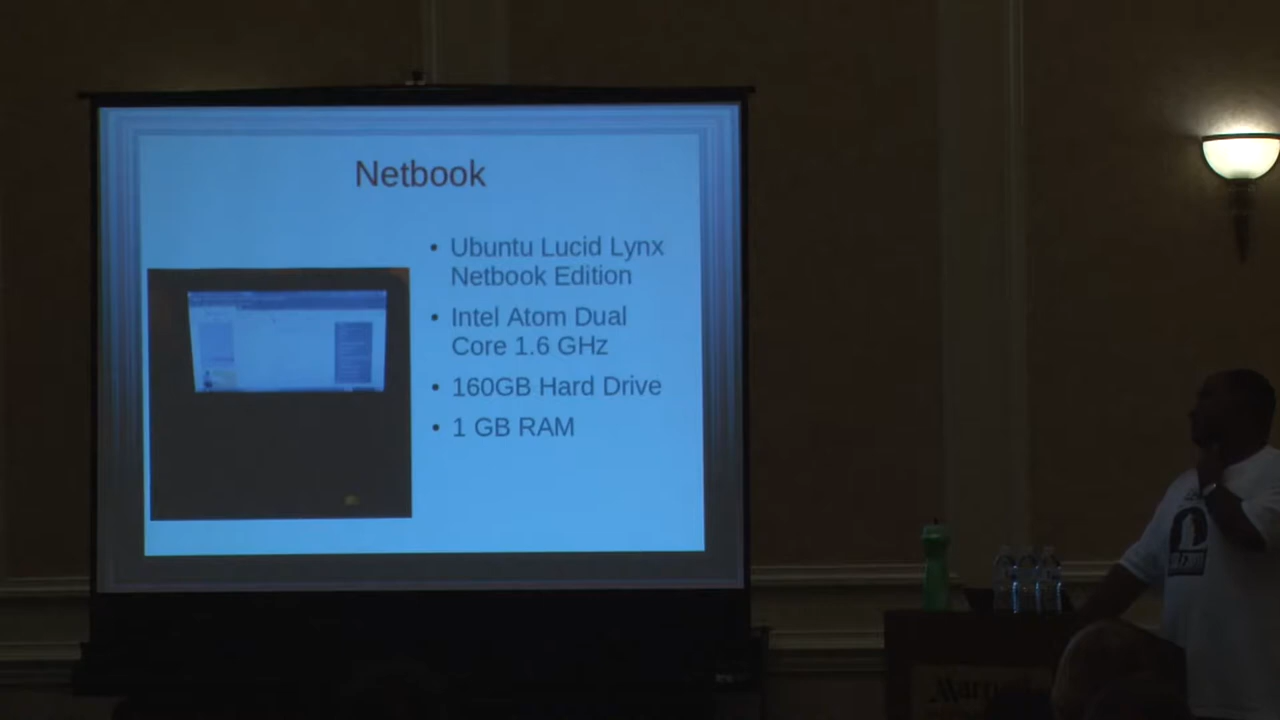 Netbook
• Ubuntu Lucid Lynx
Netbook Edition
• Intel Atom Dual
Core 1.6 GHz
• 160GB Hard Drive
• 1 GB RAM